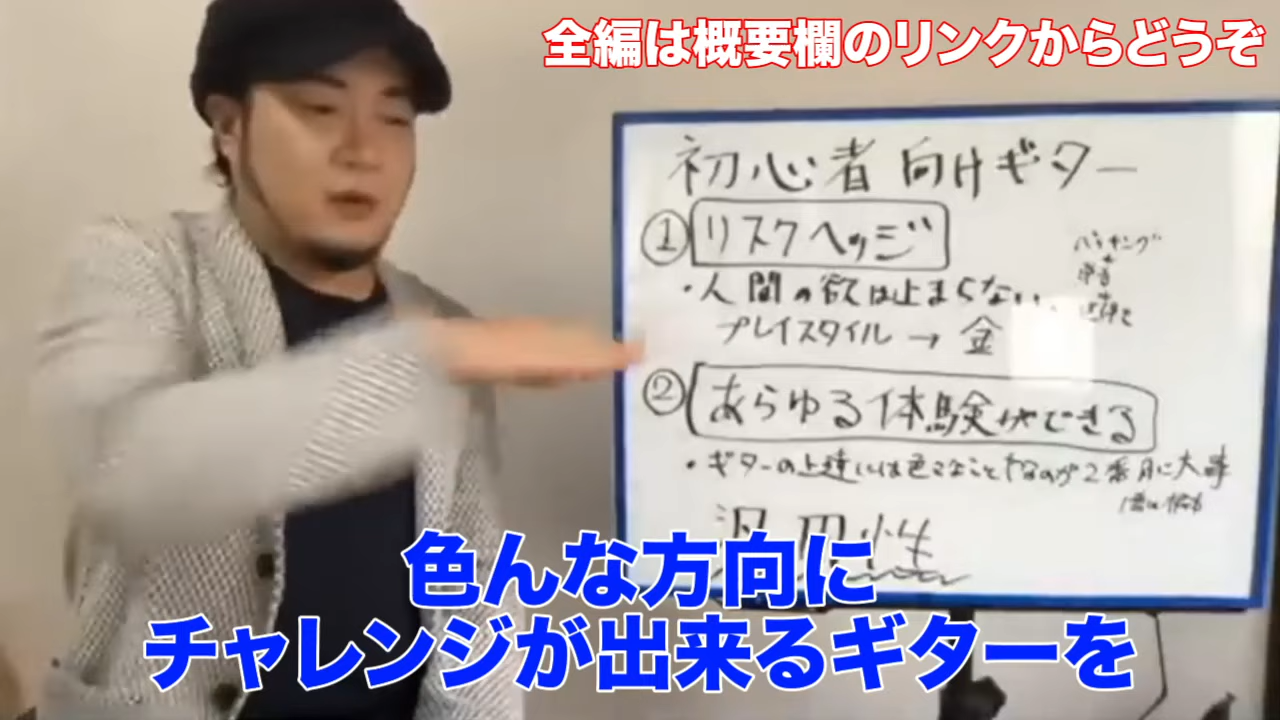 全編は概要欄のリンクからどうぞ
初心者向けギター
① リスクヘッジ
・人間の欲は止まらない、
プレイスタイル → 金
② あらゆる体験ができる
・ギターの上達には色々なことするのが2番目に大事
汎用性
色んな方向に
チャレンジが出来るギターを